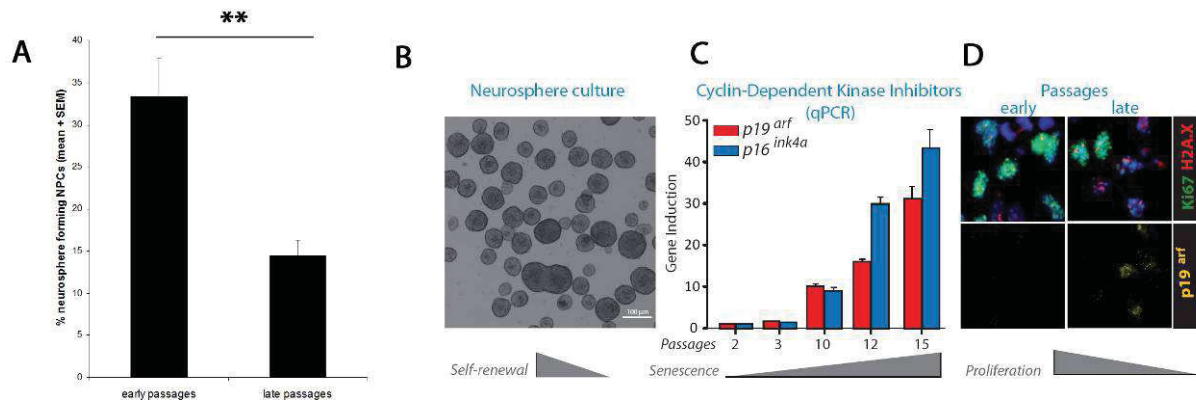 A
**
% neurosphere forming NPCs (mean + SEM)
40
35
30
25
20
15
10
5
0
early passages
late passages
B
Neurosphere culture
100 µm
Self-renewal
C
Cyclin-Dependent Kinase Inhibitors
(qPCR)
p19 arf
p16 ink4a
Gene Induction
50
40
30
20
10
0
Passages 2 3 10 12 15
Senescence
D
Passages
early late
Ki67 H2A.X
p19 arf
Proliferation